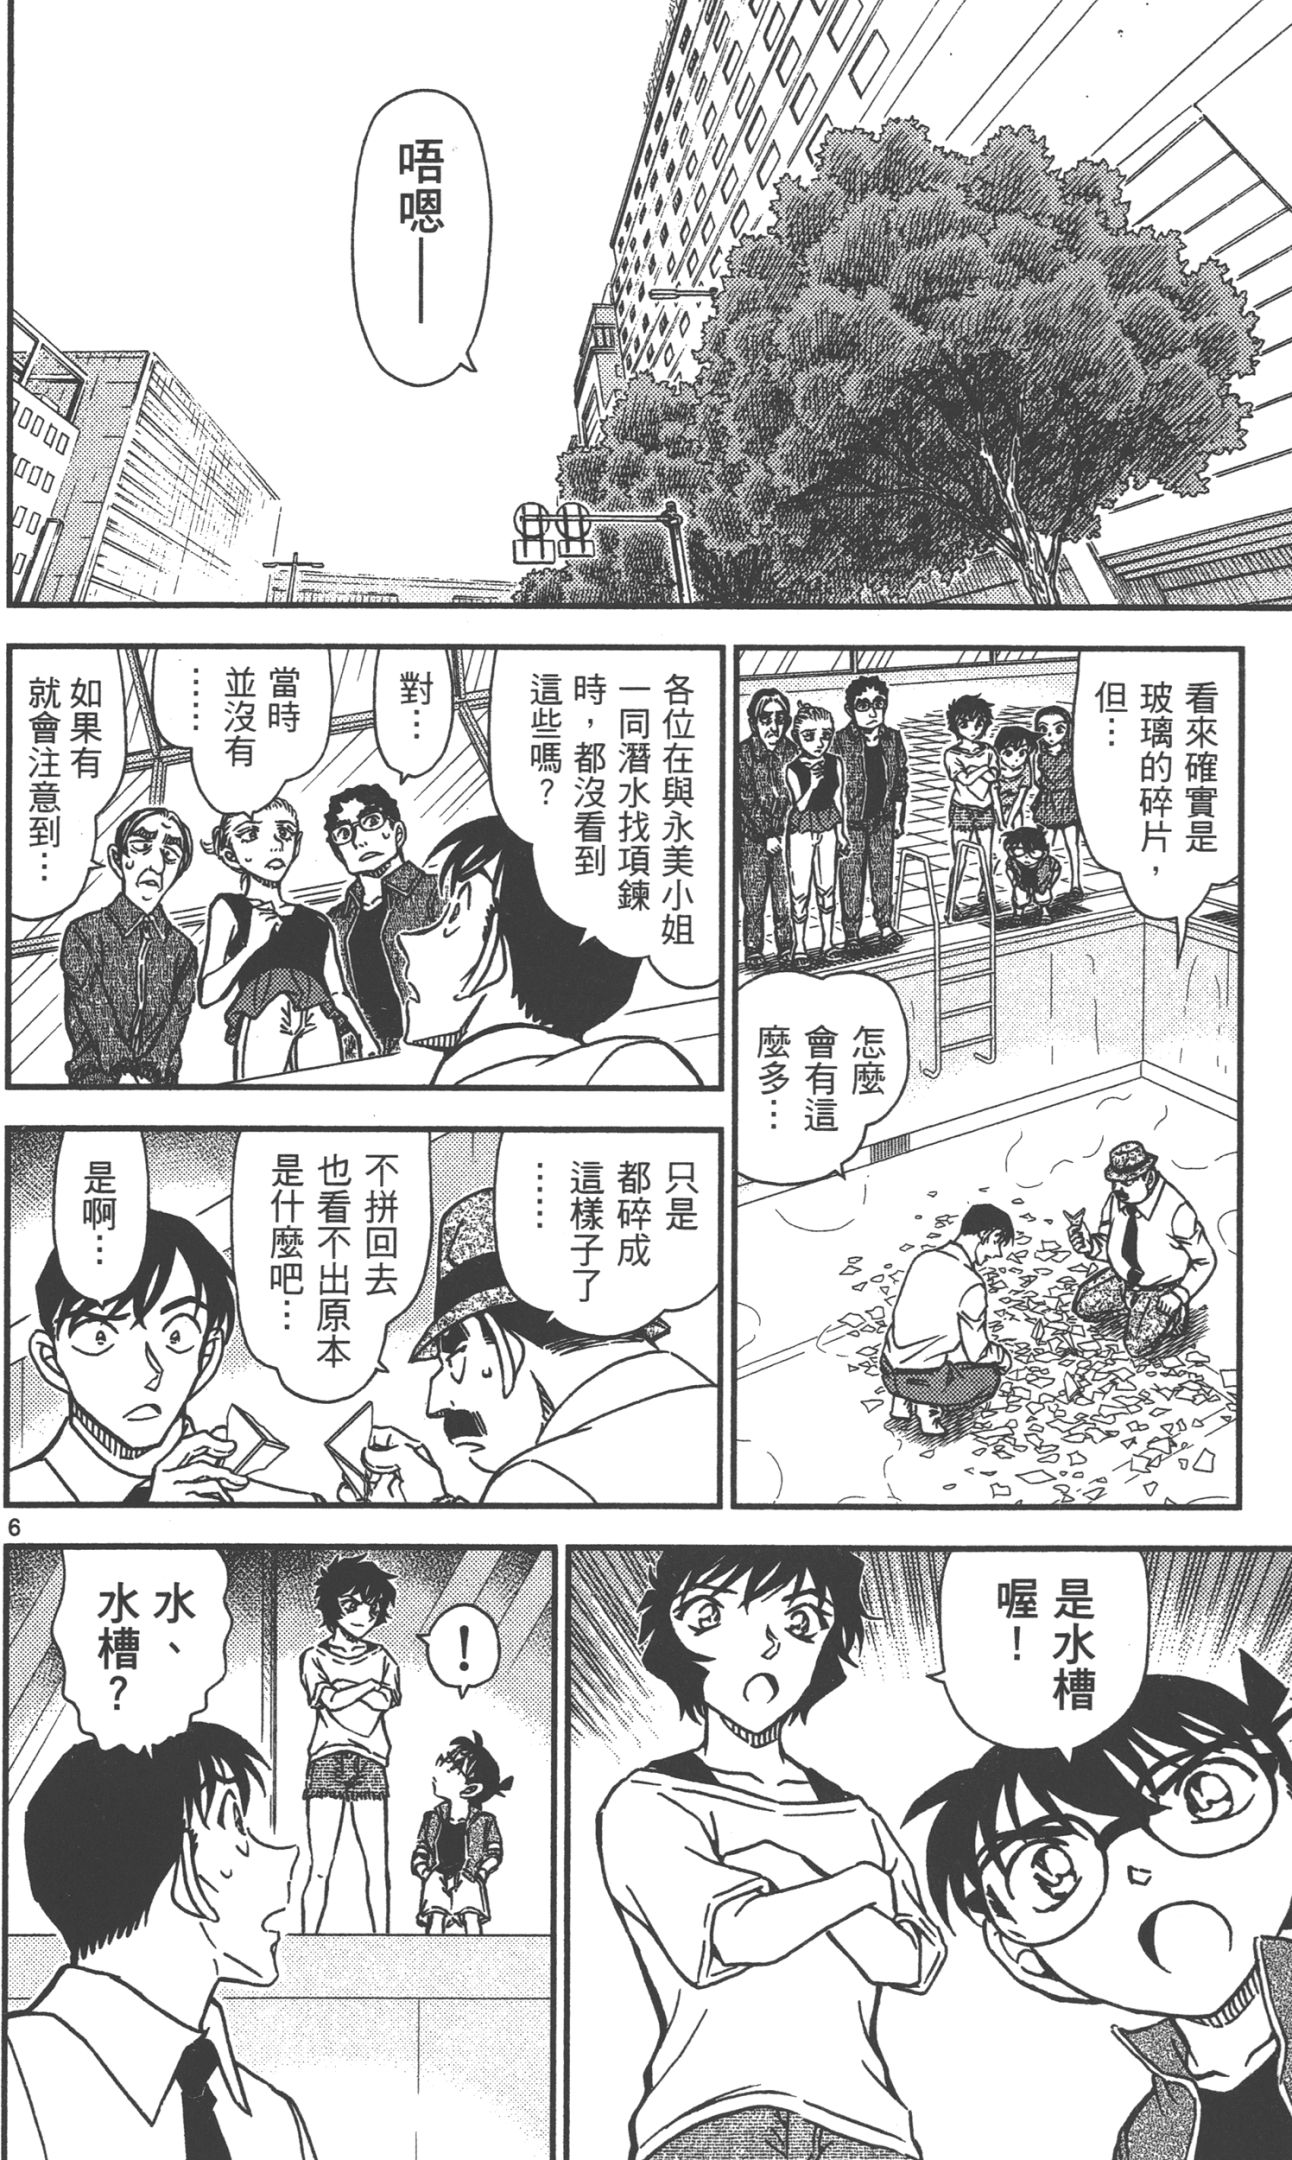 唔嗯——
看來確實是
玻璃的碎片，
但…
怎麼
會有這
麼多…
各位在與永美小姐
一同潛水找項鍊
時，都沒看到
這些嗎？
對…
當時
並沒有
……
如果有
就會注意到…
只是
都碎成
這樣子了
……
不拼回去
也看不出原本
是什麼吧…
是啊…
6
是水槽
喔！
！
水、
水槽？